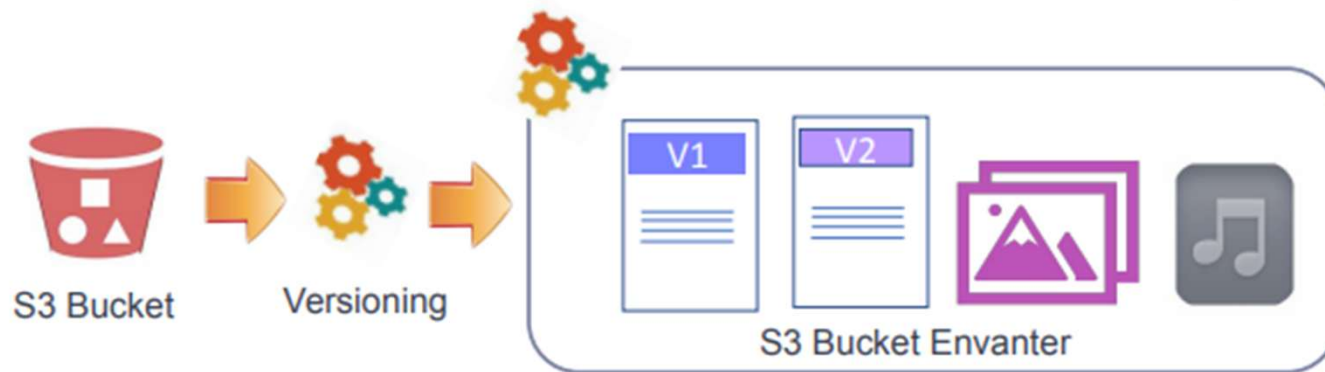 V1
V2
S3 Bucket
Versioning
S3 Bucket Envanter